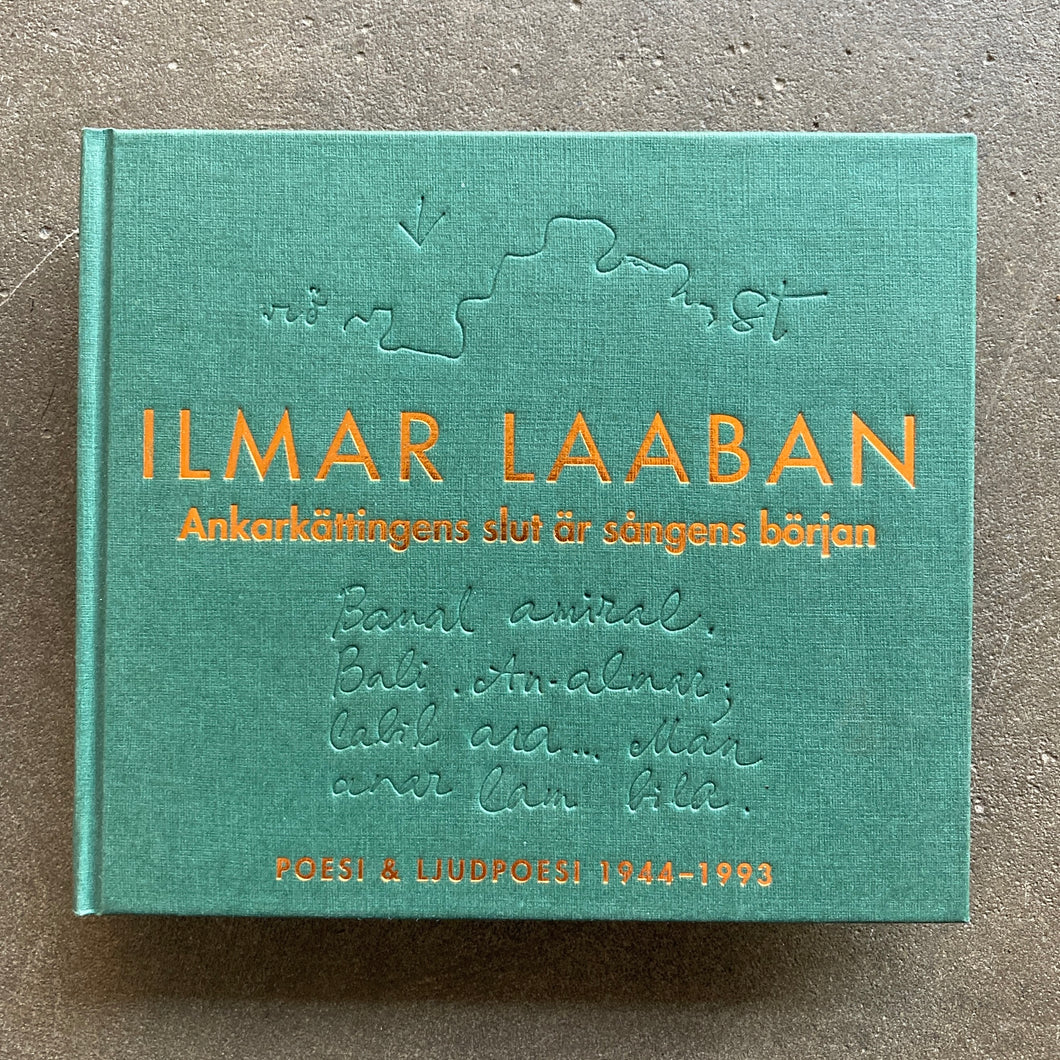 ILMAR LAABAN
Ankarkättingens slut är sångens början
Banal amiral.
Bali. An-almar;
labil ara... Man
anar lam bila.
POESI & LJUDPOESI 1944–1993